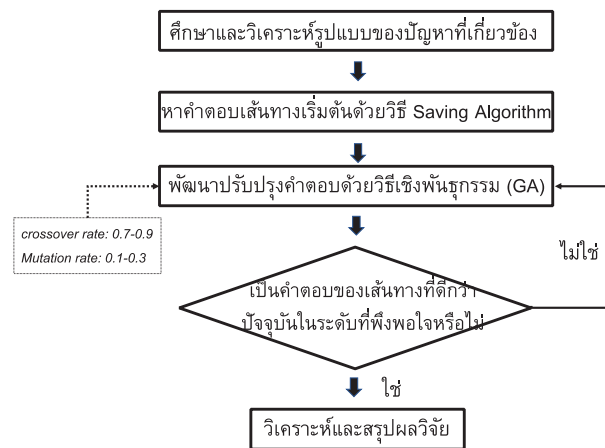 ศึกษาและวิเคราะห์รูปแบบของปัญหาที่เกี่ยวข้อง
หาคำตอบเส้นทางเริ่มต้นด้วยวิธี Saving Algorithm
พัฒนาปรับปรุงคำตอบด้วยวิธีเชิงพันธุกรรม (GA)
crossover rate: 0.7-0.9
Mutation rate: 0.1-0.3
ไม่ใช่
เป็นคำตอบของเส้นทางที่ดีกว่า
ปัจจุบันในระดับที่พึงพอใจหรือไม่
ใช่
วิเคราะห์และสรุปผลวิจัย